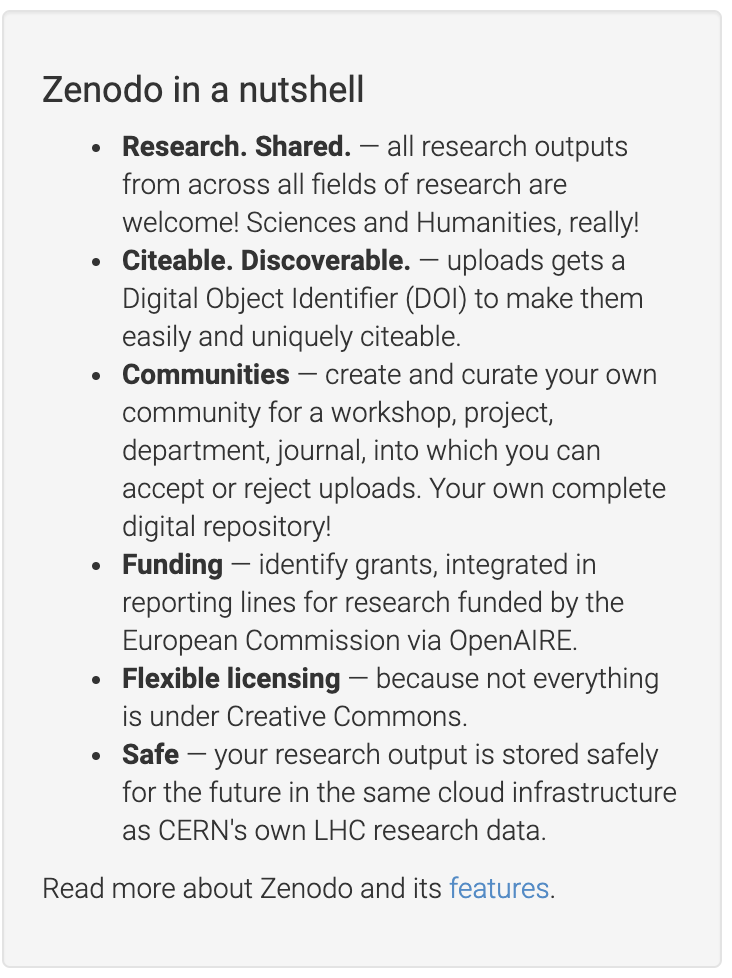 Zenodo in a nutshell
• Research. Shared. — all research outputs
from across all fields of research are
welcome! Sciences and Humanities, really!
• Citeable. Discoverable. — uploads gets a
Digital Object Identifier (DOI) to make them
easily and uniquely citeable.
• Communities — create and curate your own
community for a workshop, project,
department, journal, into which you can
accept or reject uploads. Your own complete
digital repository!
• Funding — identify grants, integrated in
reporting lines for research funded by the
European Commission via OpenAIRE.
• Flexible licensing — because not everything
is under Creative Commons.
• Safe — your research output is stored safely
for the future in the same cloud infrastructure
as CERN's own LHC research data.
Read more about Zenodo and its features.